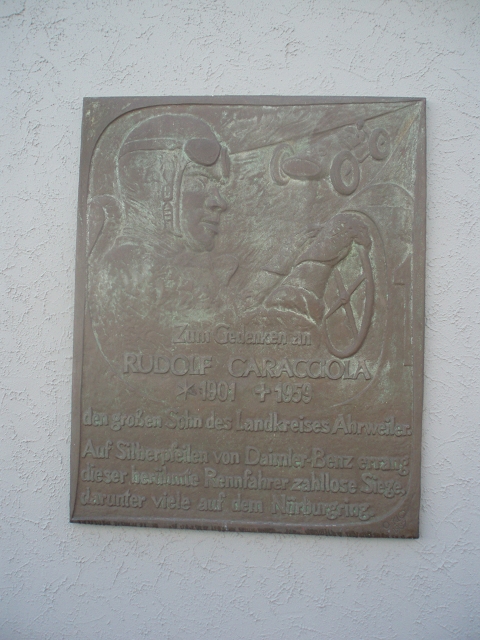 Zum Gedenken an
RUDOLF CARACCIOLA
*1901 ✝1959
den großen Sohn des Landkreises Ahrweiler.
Auf Silberpfeilen von Daimler-Benz errang
dieser berühmte Rennfahrer zahllose Siege,
darunter viele auf dem Nürburgring.